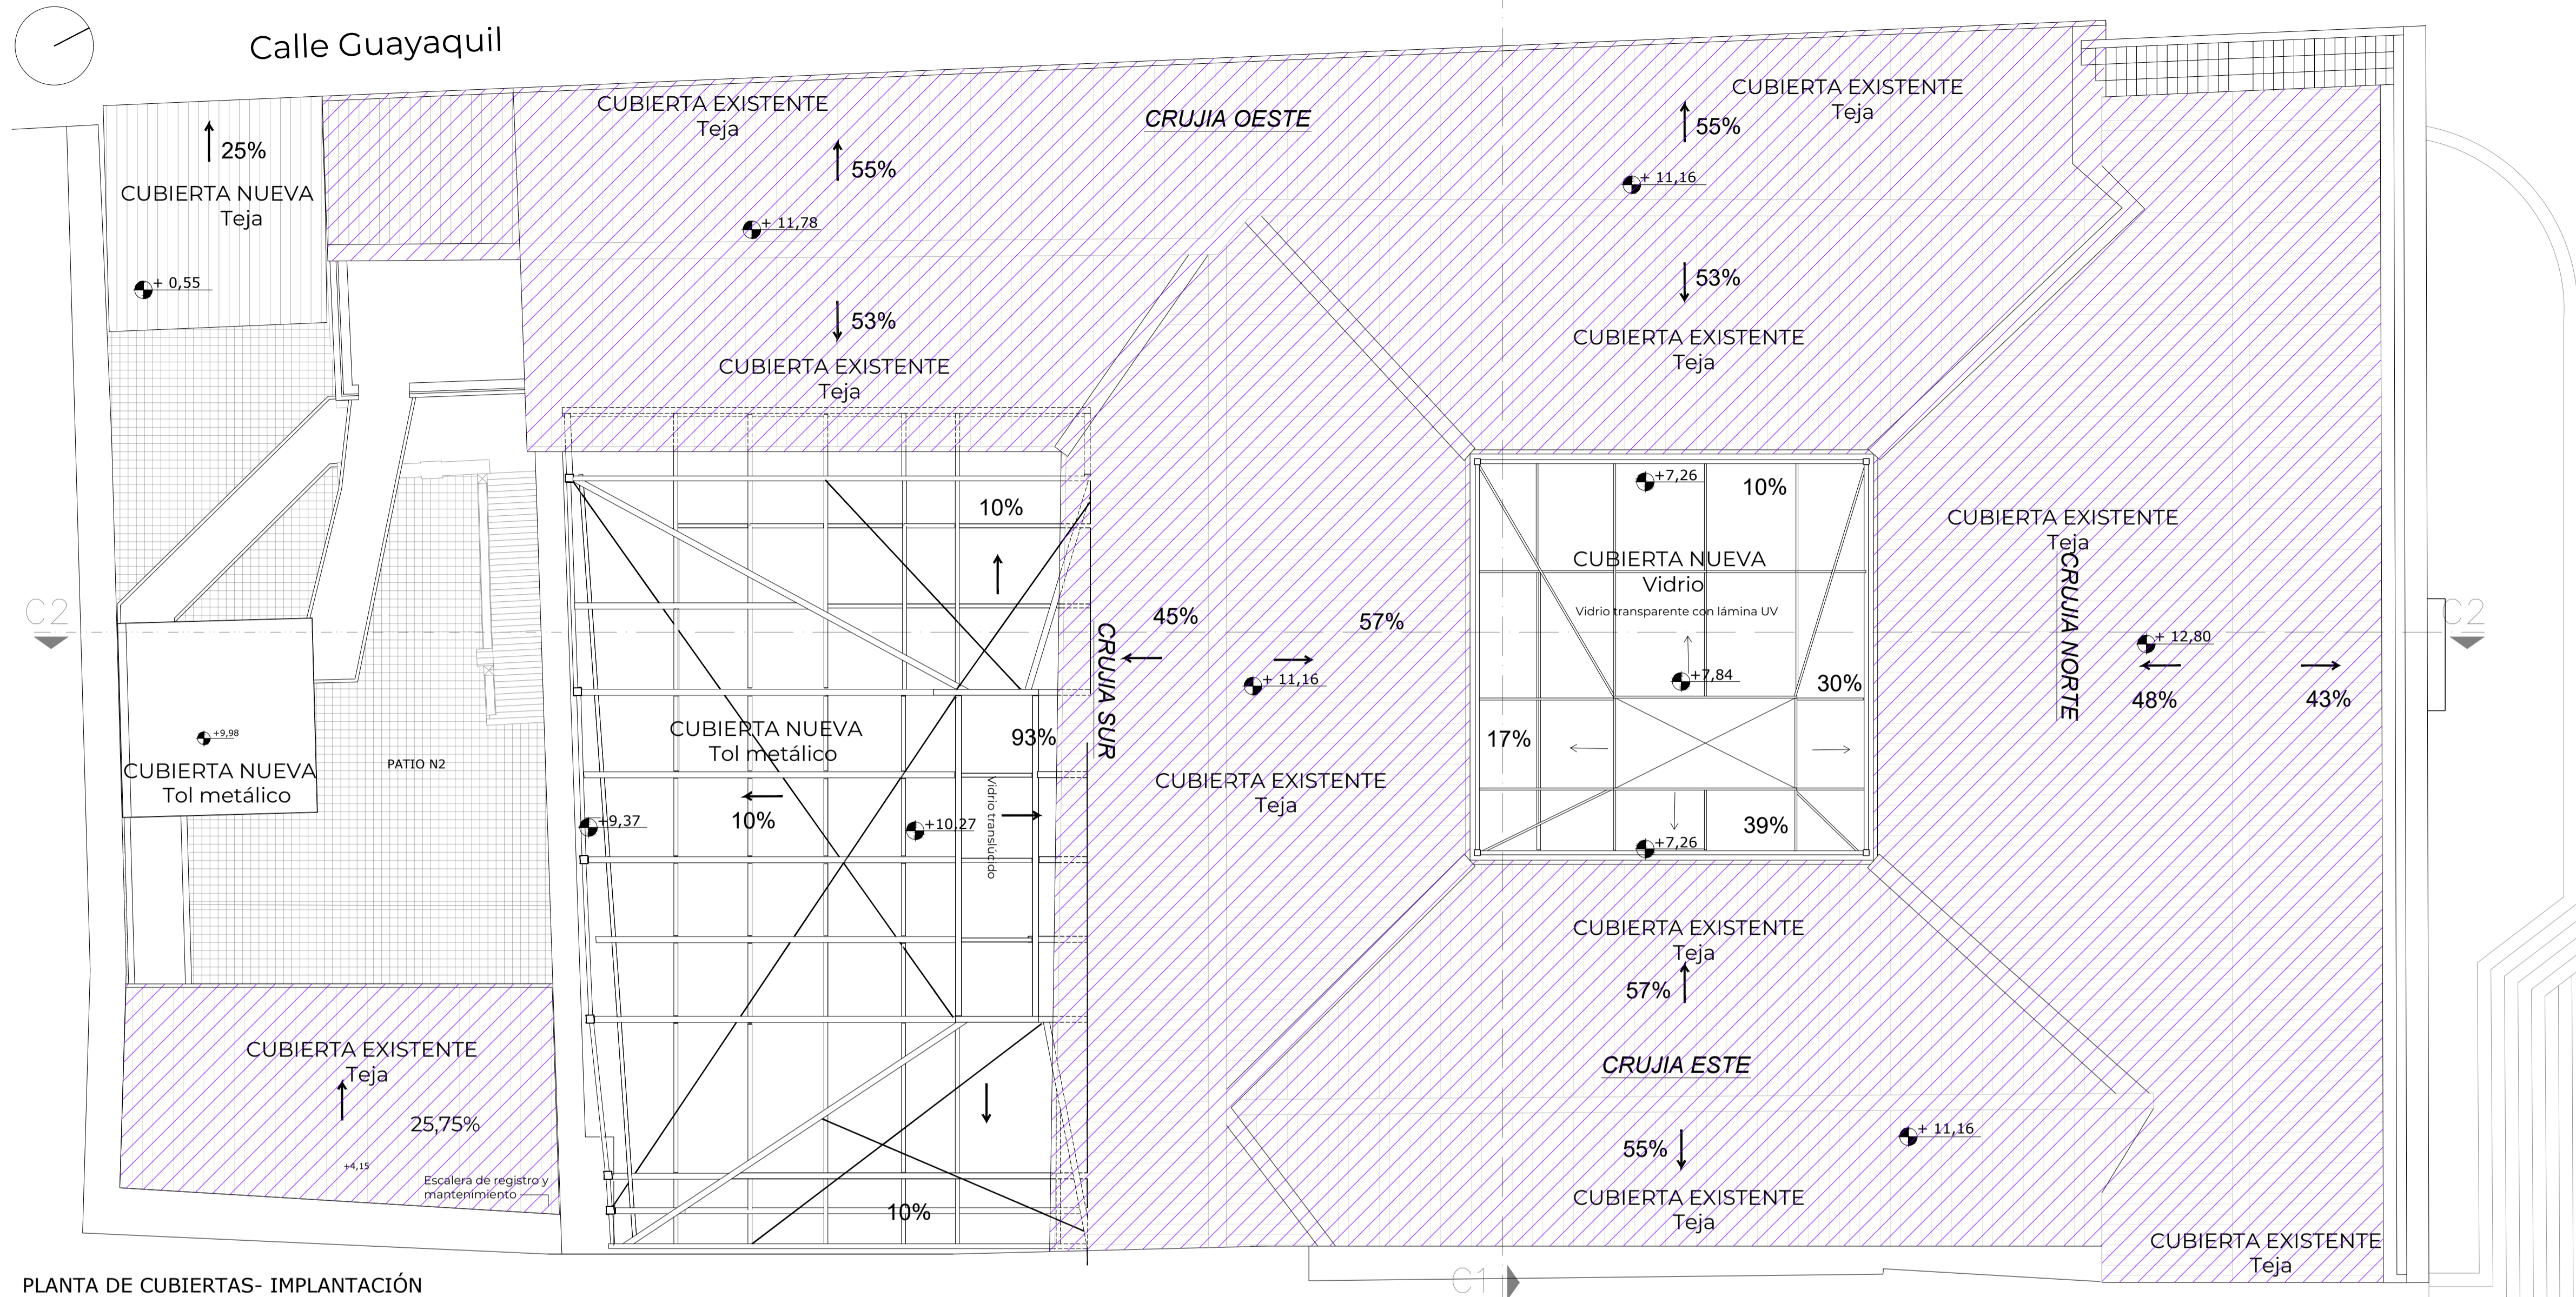 Calle Guayaquil
CUBIERTA EXISTENTE
Teja
55%
+ 11,78
53%
CUBIERTA EXISTENTE
Teja
CRUJIA OESTE
CUBIERTA EXISTENTE
Teja
55%
+ 11,16
53%
CUBIERTA EXISTENTE
Teja
25%
CUBIERTA NUEVA
Teja
+ 0,55
C2
+9,98
CUBIERTA NUEVA
Tol metálico
PATIO N2
10%
CUBIERTA NUEVA
Tol metálico
93%
Vidrio translúcido
+9,37
10%
+10,27
10%
CRUJIA SUR
45%
57%
+ 11,16
CUBIERTA EXISTENTE
Teja
+7,26
10%
CUBIERTA NUEVA
Vidrio
Vidrio transparente con lámina UV
+7,84
30%
17%
39%
+7,26
CUBIERTA EXISTENTE
Teja
CRUJIA NORTE
+ 12,80
48%
43%
C2
CUBIERTA EXISTENTE
Teja
57%
CRUJIA ESTE
+ 11,16
55%
CUBIERTA EXISTENTE
Teja
CUBIERTA EXISTENTE
Teja
CUBIERTA EXISTENTE
Teja
25,75%
+4,15
Escalera de registro y
mantenimiento
C1
PLANTA DE CUBIERTAS- IMPLANTACIÓN